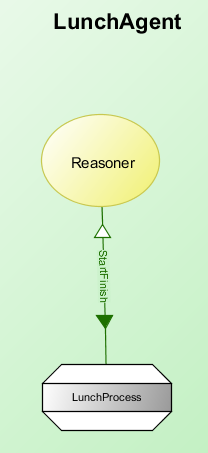 LunchAgent
Reasoner
StartFinish
LunchProcess